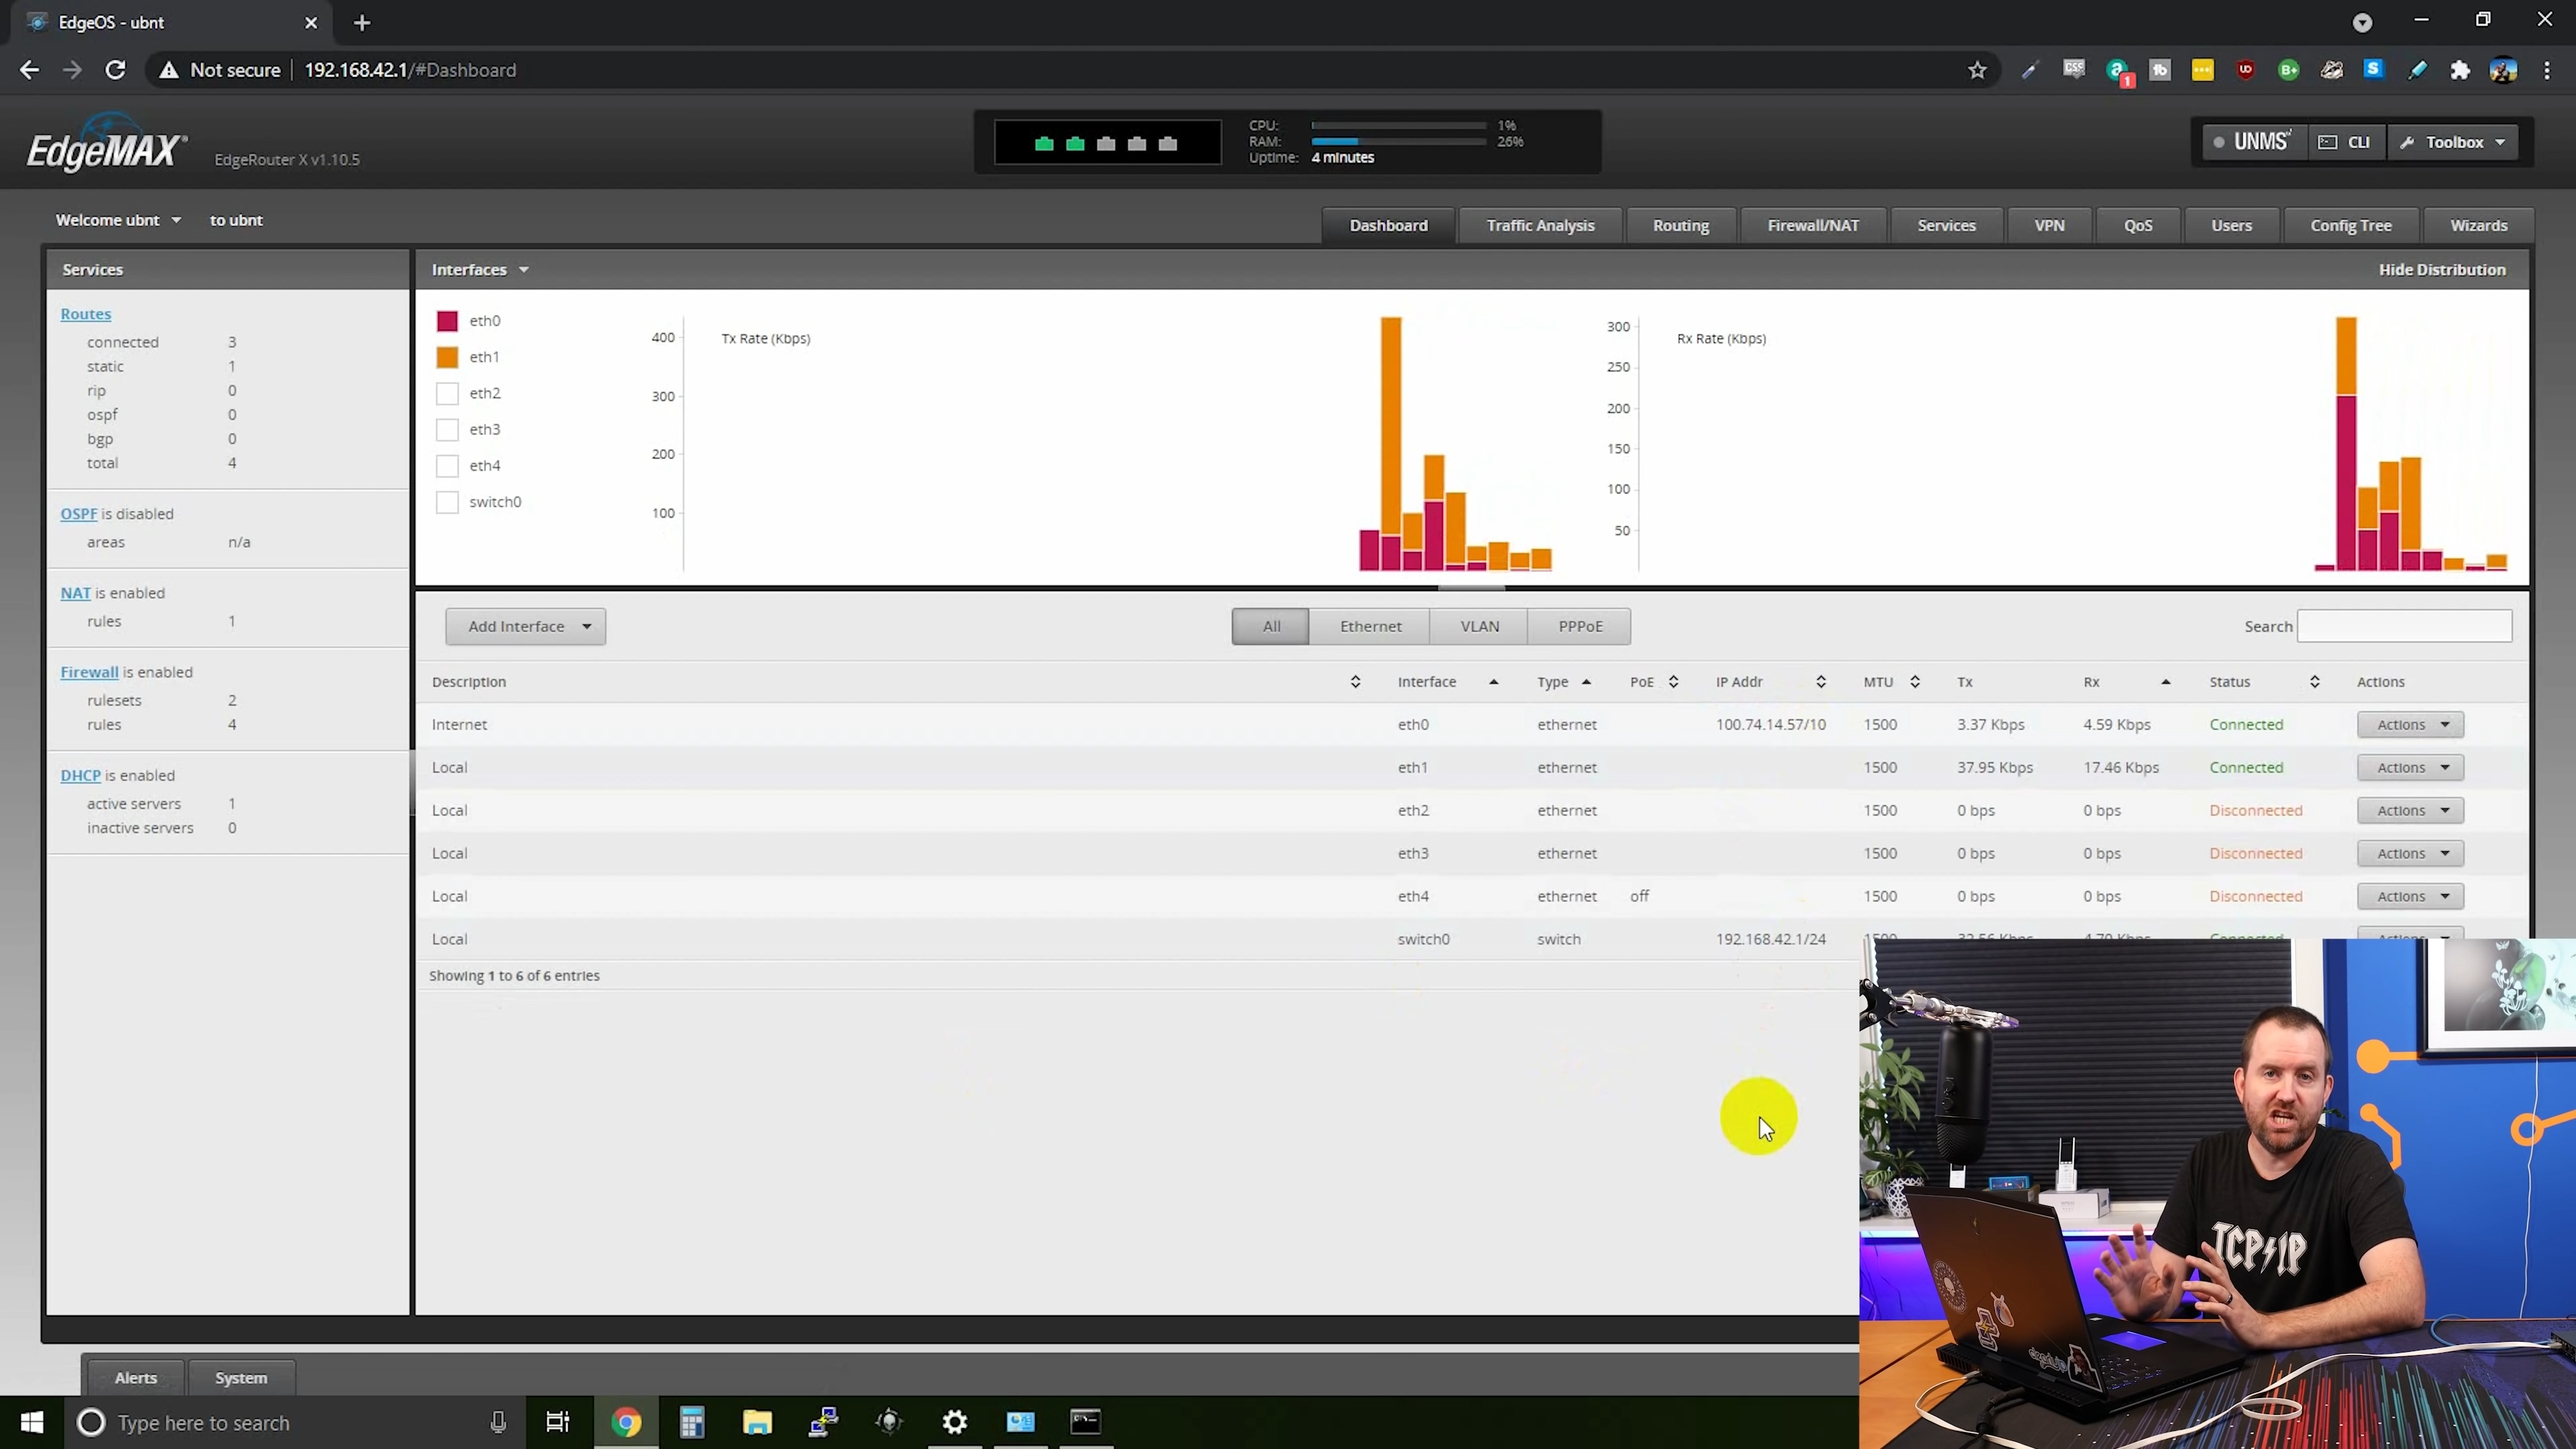 EdgeOS - ubnt
Not secure 192.168.42.1/#Dashboard
EdgeMAX® EdgeRouter X v1.10.5
CPU: 1%
RAM: 26%
Uptime: 4 minutes
UNMS CLI Toolbox
Welcome ubnt to ubnt
Dashboard Traffic Analysis Routing Firewall/NAT Services VPN QoS Users Config Tree Wizards
Services
Routes
connected 3
static 1
rip 0
ospf 0
bgp 0
total 4
OSPF is disabled
areas n/a
NAT is enabled
rules 1
Firewall is enabled
rulesets 2
rules 4
DHCP is enabled
active servers 1
inactive servers 0
Interfaces Hide Distribution
eth0
eth1
eth2
eth3
eth4
switch0
Tx Rate (Kbps)
400
300
200
100
Rx Rate (Kbps)
300
250
200
150
100
50
Add Interface All Ethernet VLAN PPPoE Search
Description Interface Type PoE IP Addr MTU Tx Rx Status Actions
Internet eth0 ethernet 100.74.14.57/10 1500 3.37 Kbps 4.59 Kbps Connected Actions
Local eth1 ethernet 1500 37.95 Kbps 17.46 Kbps Connected Actions
Local eth2 ethernet 1500 0 bps 0 bps Disconnected Actions
Local eth3 ethernet 1500 0 bps 0 bps Disconnected Actions
Local eth4 ethernet off 1500 0 bps 0 bps Disconnected Actions
Local switch0 switch 192.168.42.1/24
Showing 1 to 6 of 6 entries
TCP IP
Alerts System
Type here to search